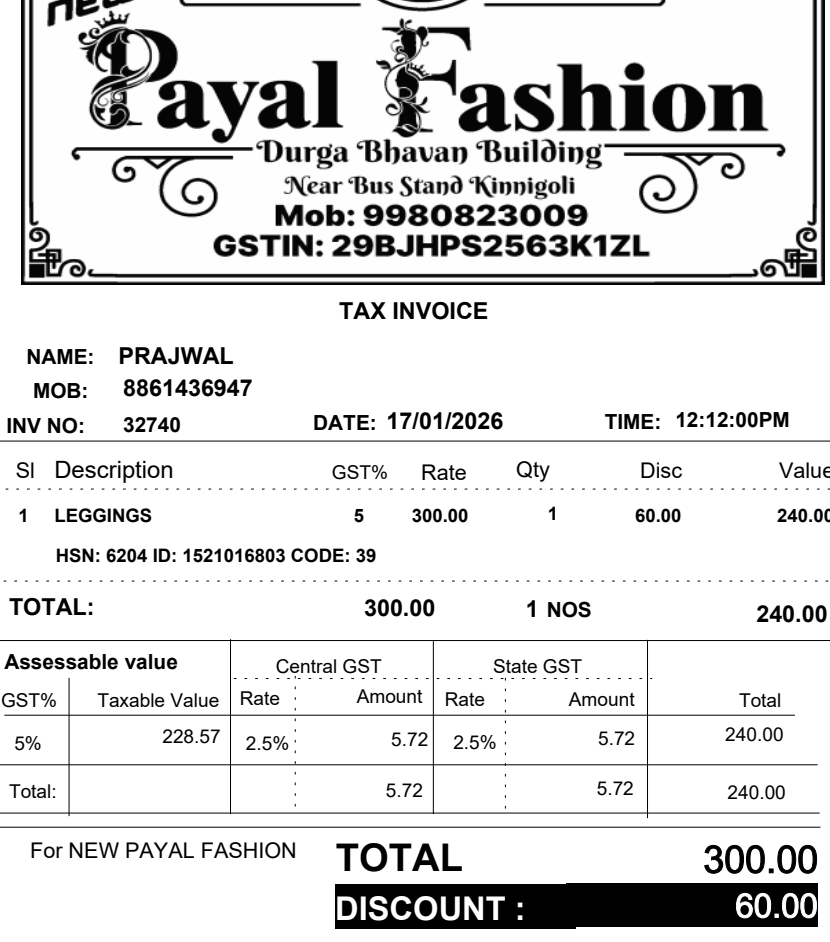 new
Payal Fashion
Durga Bhavan Building
Near Bus Stand Kinnigoli
Mob: 9980823009
GSTIN: 29BJHPS2563K1ZL
TAX INVOICE
NAME: PRAJWAL
MOB: 8861436947
INV NO: 32740 DATE: 17/01/2026 TIME: 12:12:00PM
Sl Description GST% Rate Qty Disc Value
1 LEGGINGS 5 300.00 1 60.00 240.00
HSN: 6204 ID: 1521016803 CODE: 39
TOTAL: 300.00 1 NOS 240.00
Assessable value Central GST State GST
GST% Taxable Value Rate Amount Rate Amount Total
5% 228.57 2.5% 5.72 2.5% 5.72 240.00
Total: 5.72 5.72 240.00
For NEW PAYAL FASHION TOTAL 300.00
DISCOUNT : 60.00